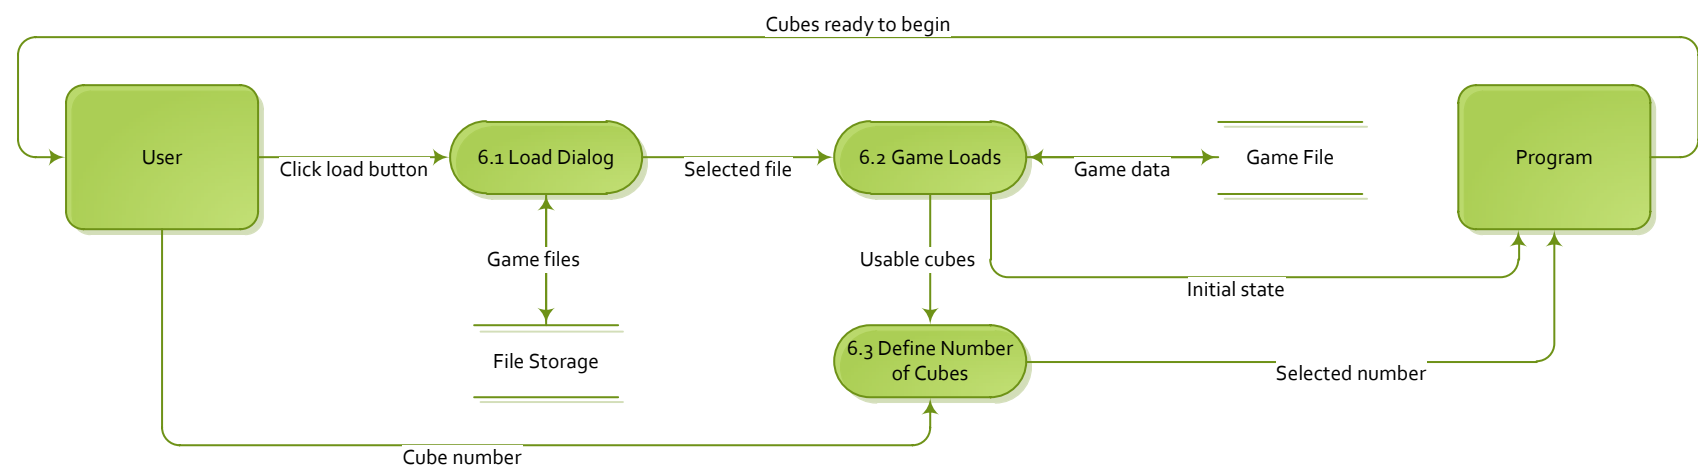 Cubes ready to begin
User
Click load button
6.1 Load Dialog
Selected file
6.2 Game Loads
Game data
Game File
Program
Game files
Usable cubes
Initial state
File Storage
6.3 Define Number
of Cubes
Selected number
Cube number